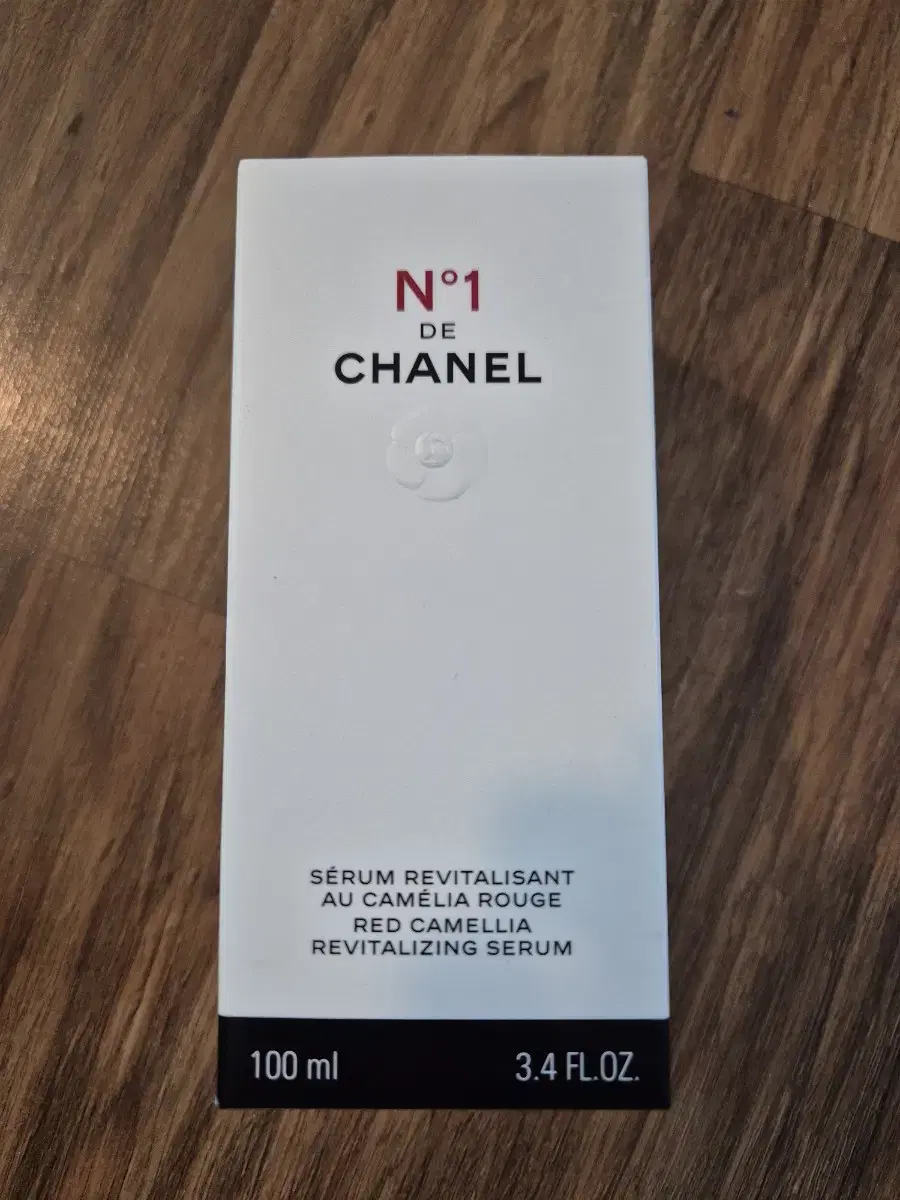 N°1
DE
CHANEL
SÉRUM REVITALISANT
AU CAMÉLIA ROUGE
RED CAMELLIA
REVITALIZING SERUM
100 ml 3.4 FL.OZ.